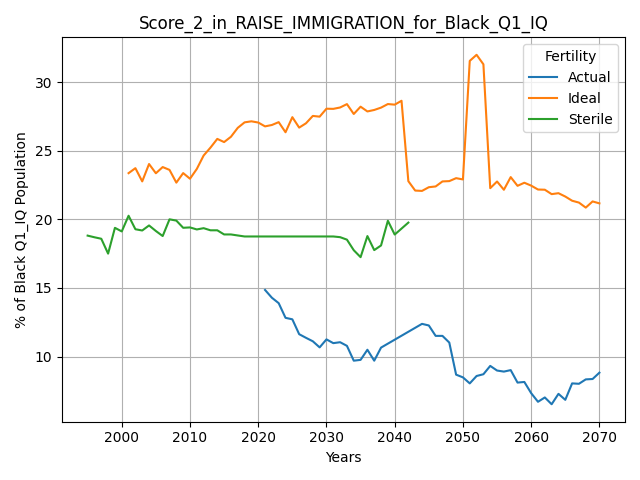 Score_2_in_RAISE_IMMIGRATION_for_Black_Q1_IQ
% of Black Q1_IQ Population
30
25
20
15
10
Fertility
Actual
Ideal
Sterile
2000 2010 2020 2030 2040 2050 2060 2070
Years